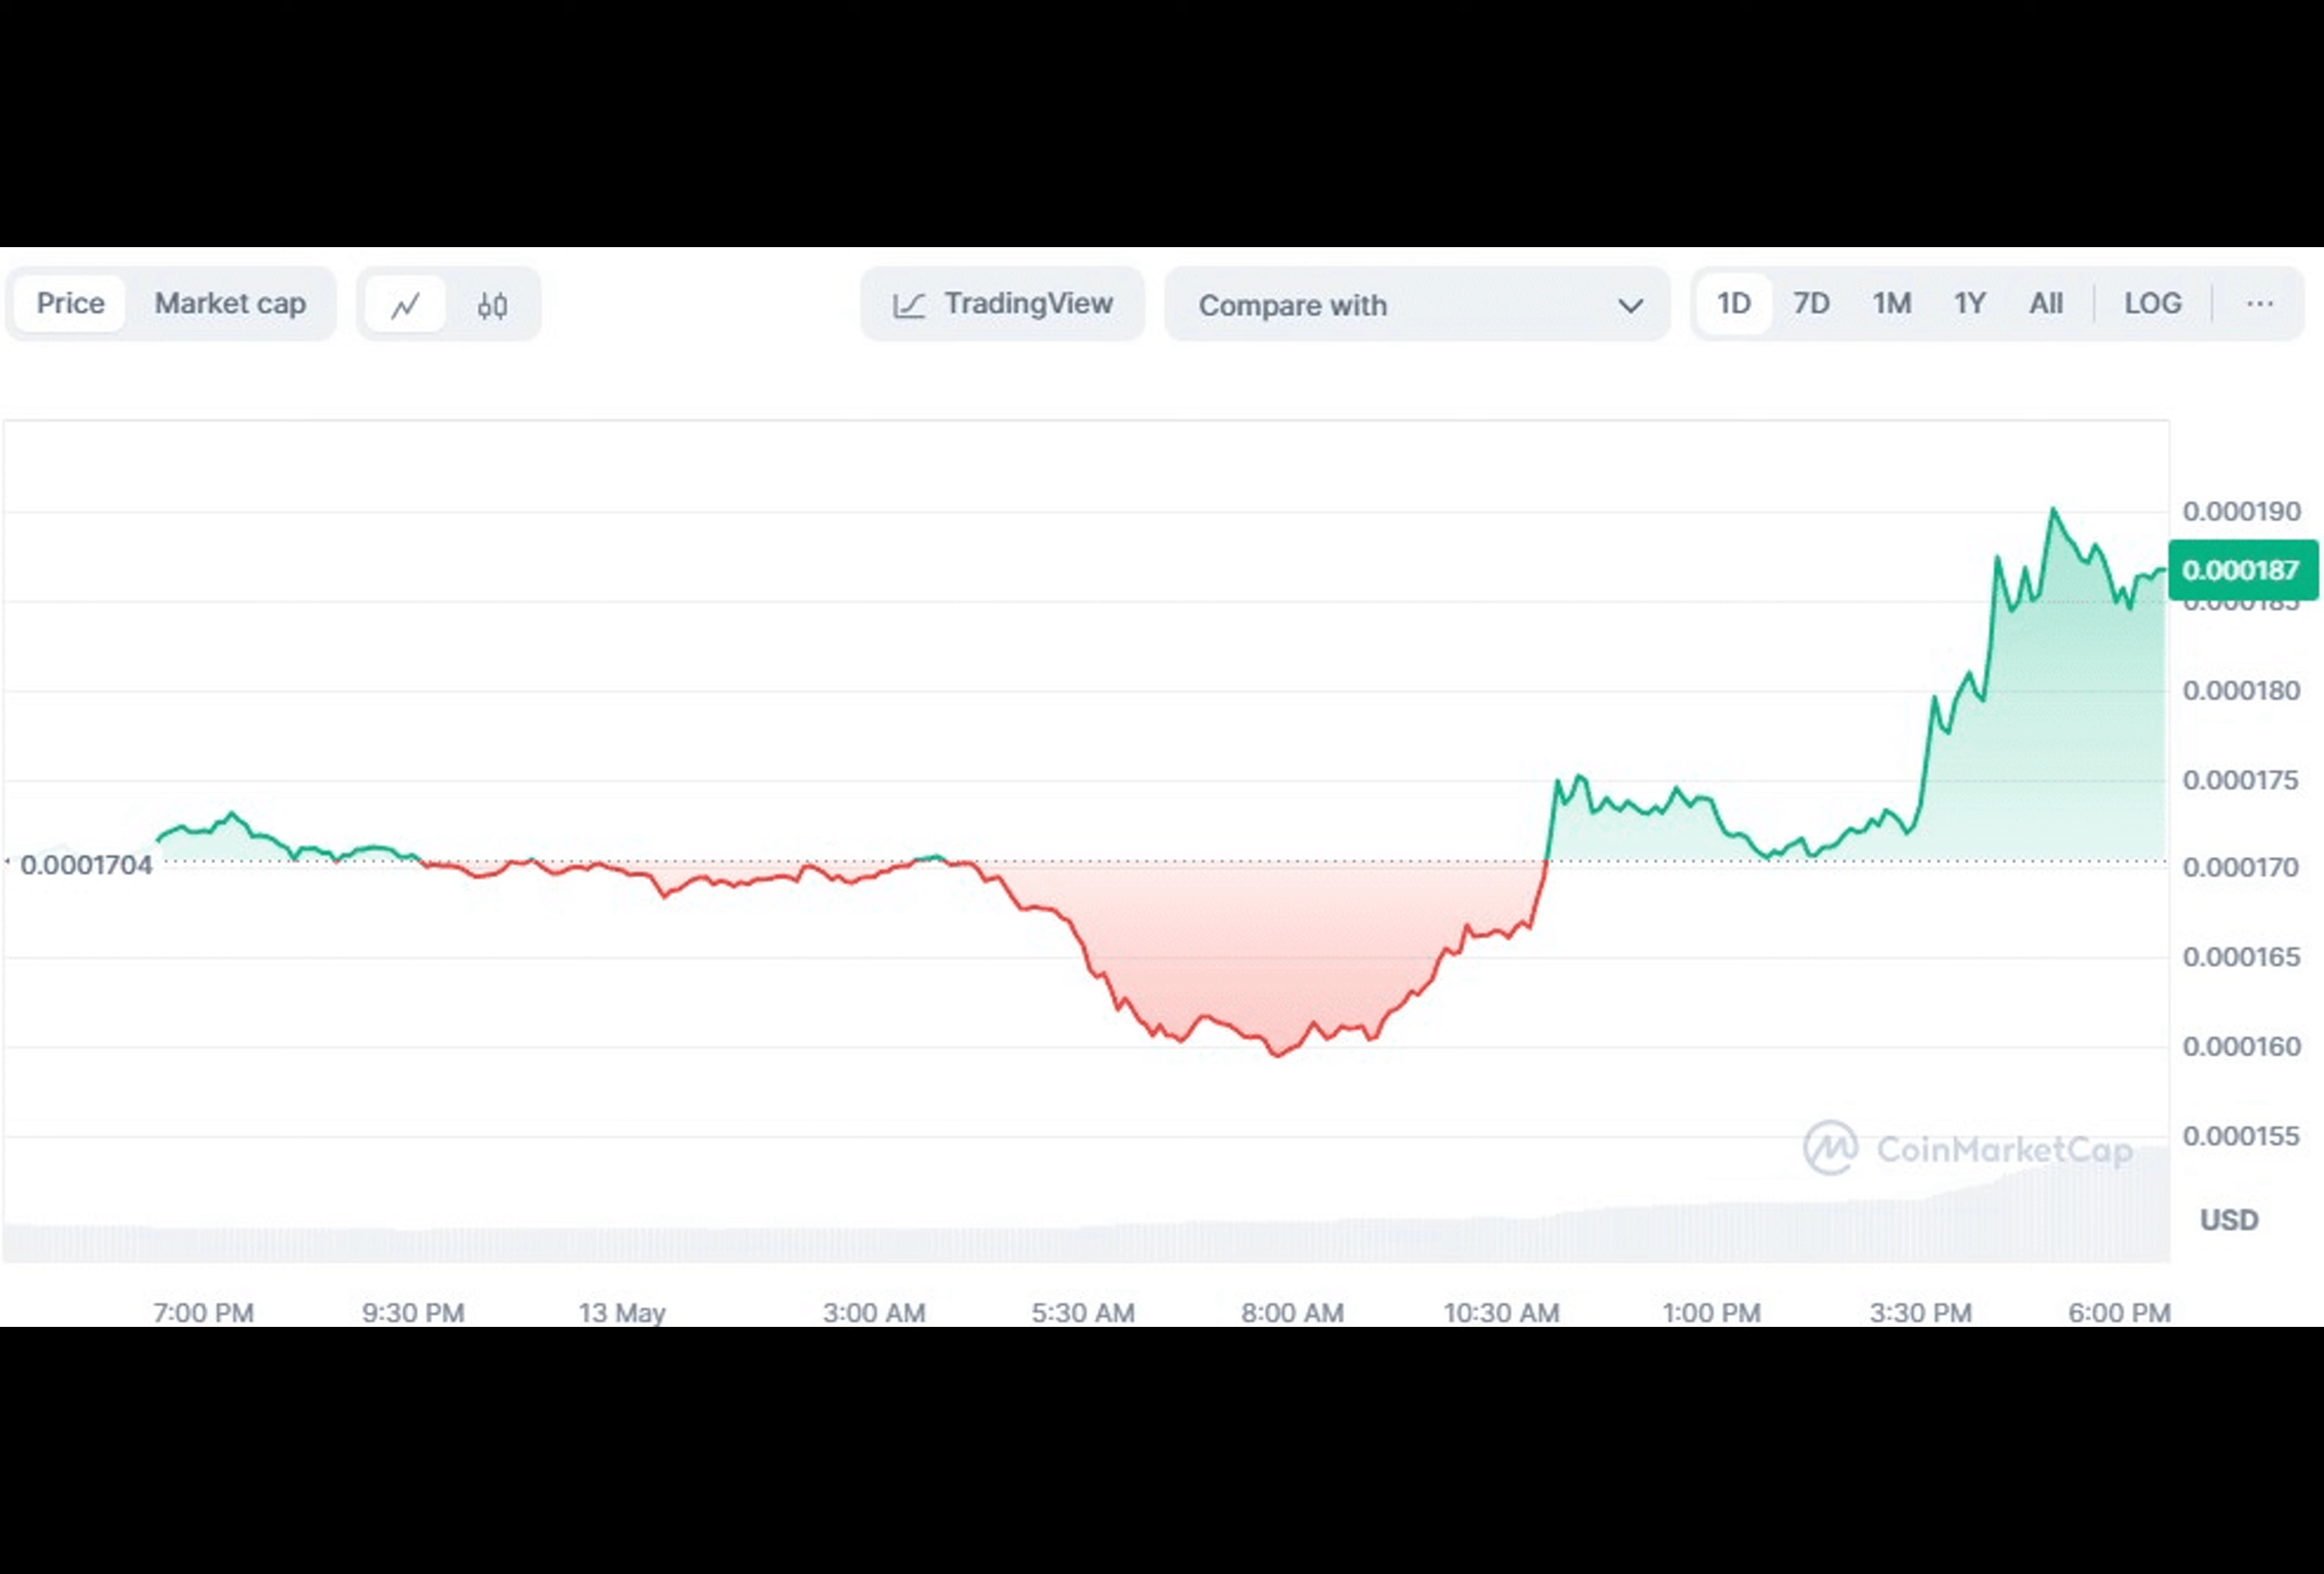 Price Market cap TradingView Compare with 1D 7D 1M 1Y All LOG ...
0.000190
0.000187
0.000185
0.000180
0.000175
0.0001704
0.000170
0.000165
0.000160
0.000155
CoinMarketCap
USD
7:00 PM 9:30 PM 13 May 3:00 AM 5:30 AM 8:00 AM 10:30 AM 1:00 PM 3:30 PM 6:00 PM